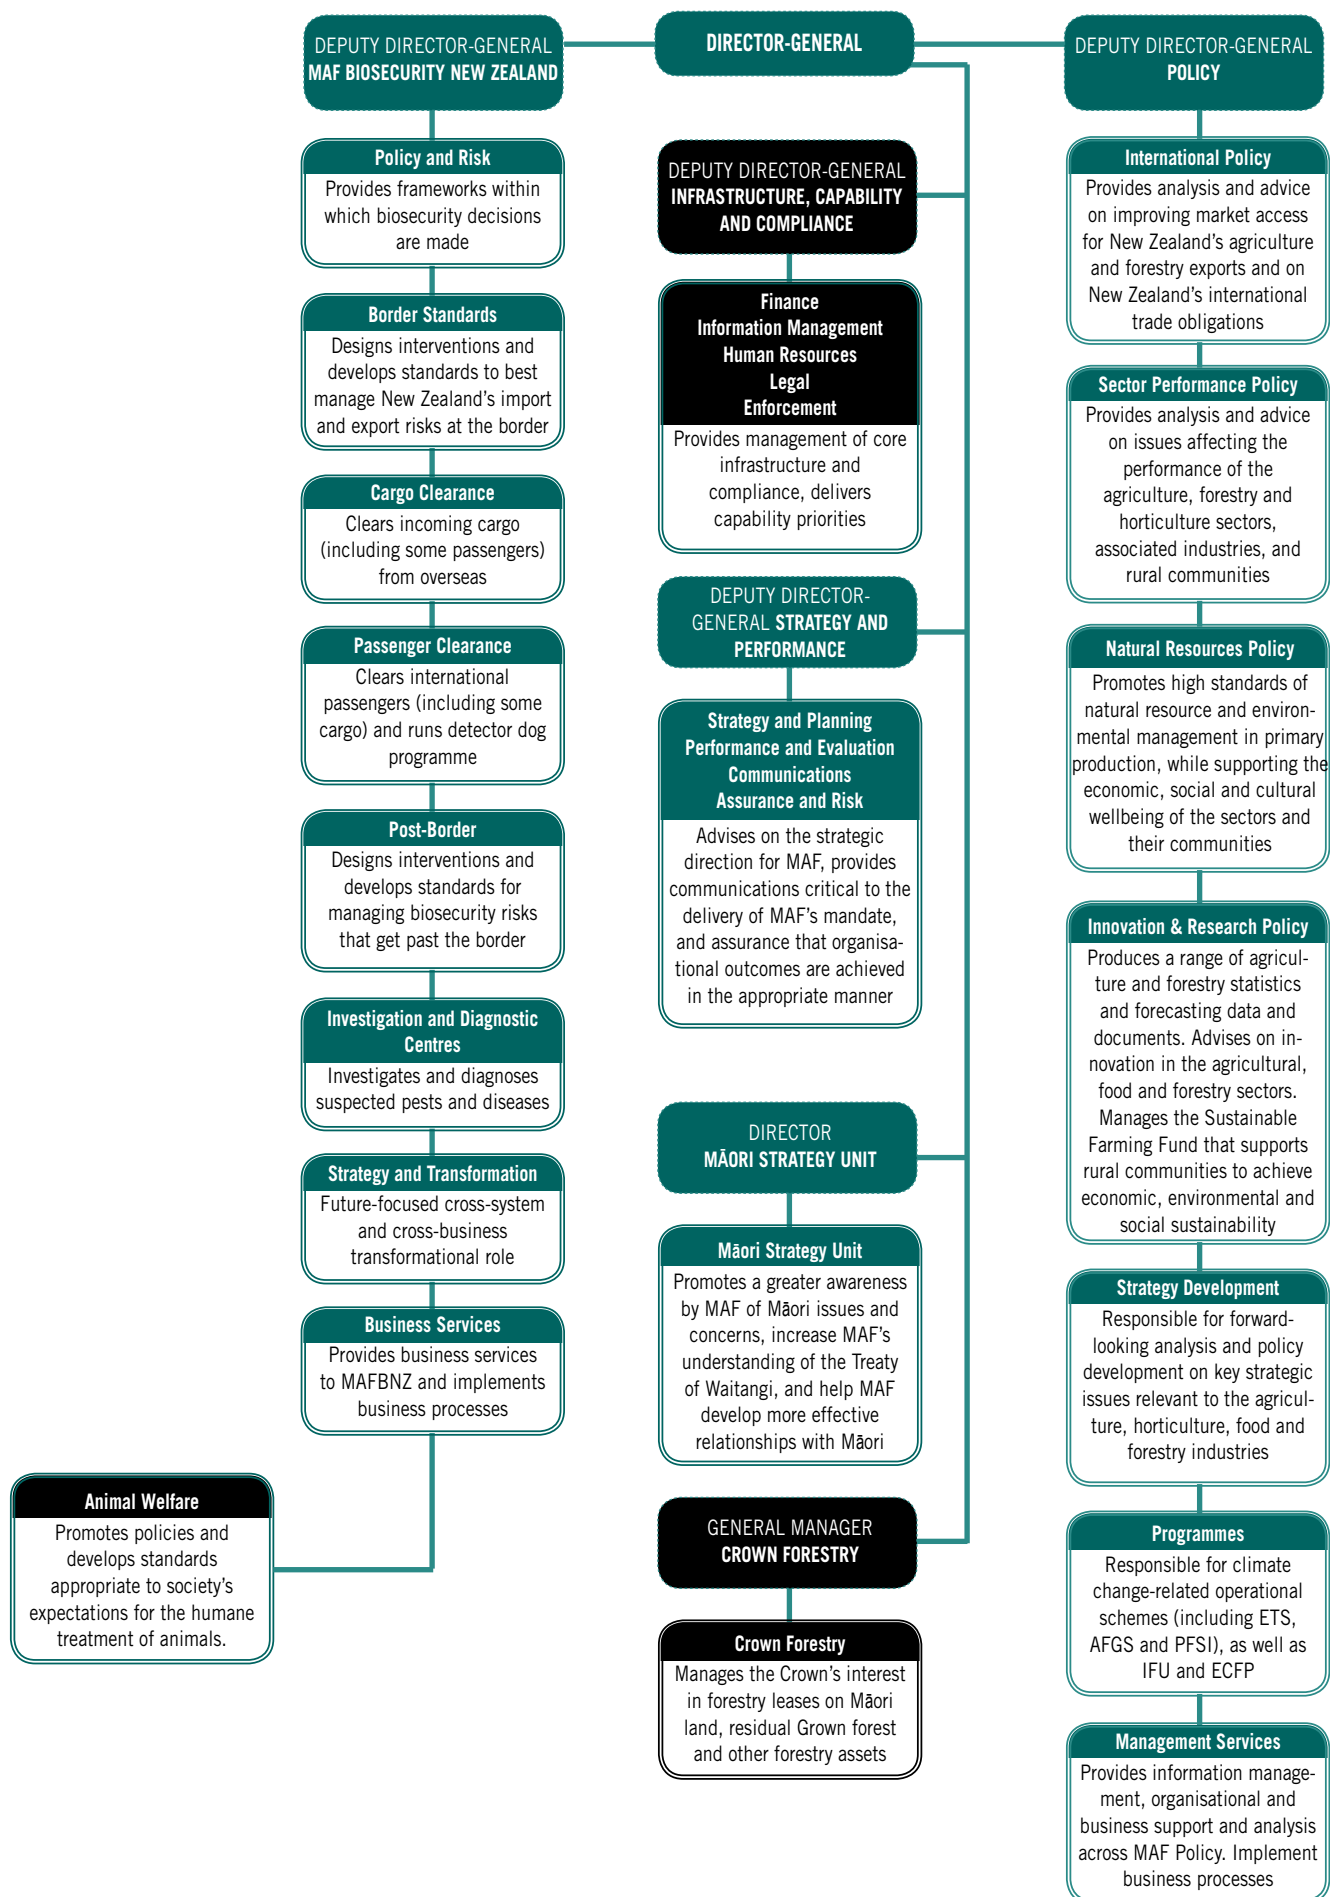 DEPUTY DIRECTOR-GENERAL
MAF BIOSECURITY NEW ZEALAND
Policy and Risk
Provides frameworks within
which biosecurity decisions
are made
Border Standards
Designs interventions and
develops standards to best
manage New Zealand's import
and export risks at the border
Cargo Clearance
Clears incoming cargo
(including some passengers)
from overseas
Passenger Clearance
Clears international
passengers (including some
cargo) and runs detector dog
programme
Post-Border
Designs interventions and
develops standards for
managing biosecurity risks
that get past the border
Investigation and Diagnostic
Centres
Investigates and diagnoses
suspected pests and diseases
Strategy and Transformation
Future-focused cross-system
and cross-business
transformational role
Business Services
Provides business services
to MAFBNZ and implements
business processes
Animal Welfare
Promotes policies and
develops standards
appropriate to society's
expectations for the humane
treatment of animals.
DIRECTOR-GENERAL
DEPUTY DIRECTOR-GENERAL
INFRASTRUCTURE, CAPABILITY
AND COMPLIANCE
Finance
Information Management
Human Resources
Legal
Enforcement
Provides management of core
infrastructure and
compliance, delivers
capability priorities
DEPUTY DIRECTOR-
GENERAL STRATEGY AND
PERFORMANCE
Strategy and Planning
Performance and Evaluation
Communications
Assurance and Risk
Advises on the strategic
direction for MAF, provides
communications critical to the
delivery of MAF's mandate,
and assurance that organisa-
tional outcomes are achieved
in the appropriate manner
DIRECTOR
MĀORI STRATEGY UNIT
Māori Strategy Unit
Promotes a greater awareness
by MAF of Māori issues and
concerns, increase MAF's
understanding of the Treaty
of Waitangi, and help MAF
develop more effective
relationships with Māori
GENERAL MANAGER
CROWN FORESTRY
Crown Forestry
Manages the Crown's interest
in forestry leases on Māori
land, residual Grown forest
and other forestry assets
DEPUTY DIRECTOR-GENERAL
POLICY
International Policy
Provides analysis and advice
on improving market access
for New Zealand's agriculture
and forestry exports and on
New Zealand's international
trade obligations
Sector Performance Policy
Provides analysis and advice
on issues affecting the
performance of the
agriculture, forestry and
horticulture sectors,
associated industries, and
rural communities
Natural Resources Policy
Promotes high standards of
natural resource and environ-
mental management in primary
production, while supporting the
economic, social and cultural
wellbeing of the sectors and
their communities
Innovation & Research Policy
Produces a range of agricul-
ture and forestry statistics
and forecasting data and
documents. Advises on in-
novation in the agricultural,
food and forestry sectors.
Manages the Sustainable
Farming Fund that supports
rural communities to achieve
economic, environmental and
social sustainability
Strategy Development
Responsible for forward-
looking analysis and policy
development on key strategic
issues relevant to the agricul-
ture, horticulture, food and
forestry industries
Programmes
Responsible for climate
change-related operational
schemes (including ETS,
AFGS and PFSI), as well as
IFU and ECFP
Management Services
Provides information manage-
ment, organisational and
business support and analysis
across MAF Policy. Implement
business processes